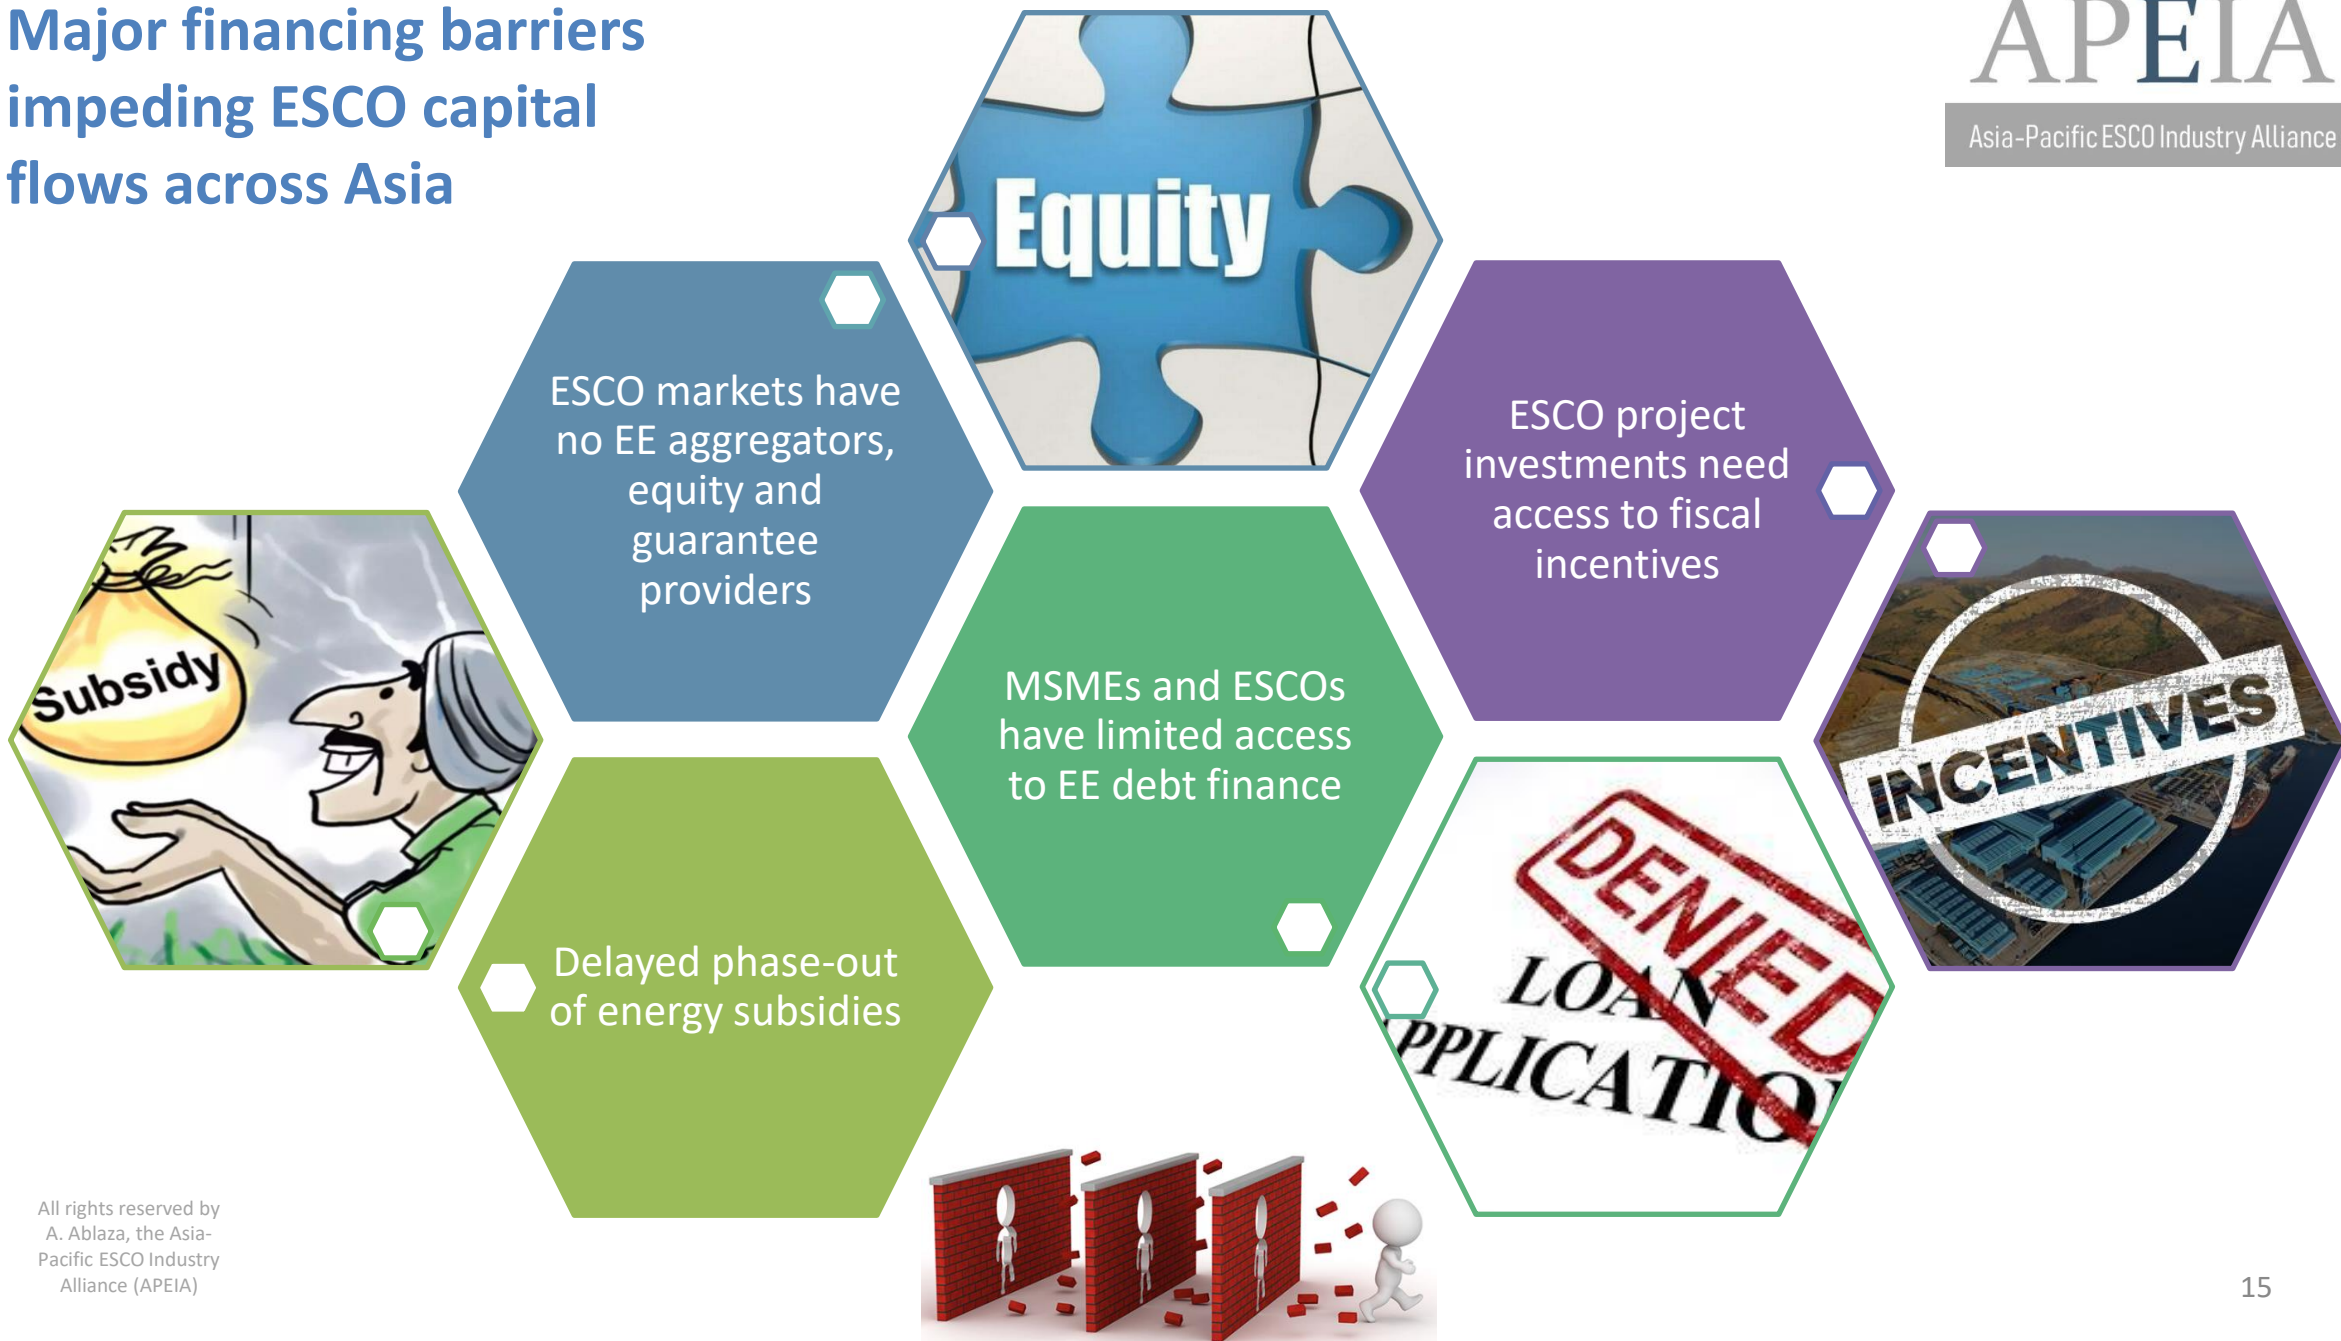 Major financing barriers
impeding ESCO capital
flows across Asia
APEIA
Asia-Pacific ESCO Industry Alliance
Equity
ESCO markets have
no EE aggregators,
equity and
guarantee
providers
ESCO project
investments need
access to fiscal
incentives
Subsidy
MSMEs and ESCOs
have limited access
to EE debt finance
INCENTIVES
Delayed phase-out
of energy subsidies
DENIED
LOAN
PPLICATIO
All rights reserved by
A. Ablaza, the Asia-
Pacific ESCO Industry
Alliance (APEIA)
15